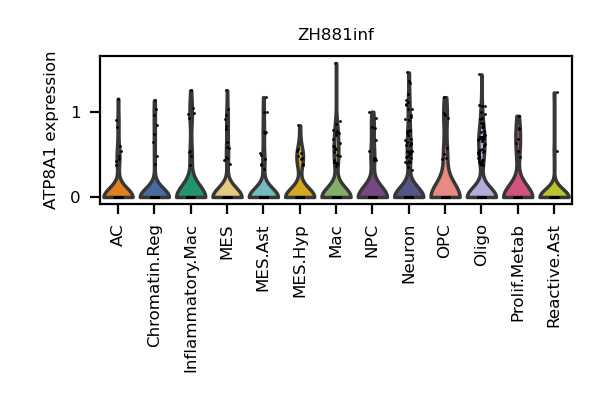 ZH881inf
ATP8A1 expression
1
0
AC
Chromatin.Reg
Inflammatory.Mac
MES
MES.Ast
MES.Hyp
Mac
NPC
Neuron
OPC
Oligo
Prolif.Metab
Reactive.Ast